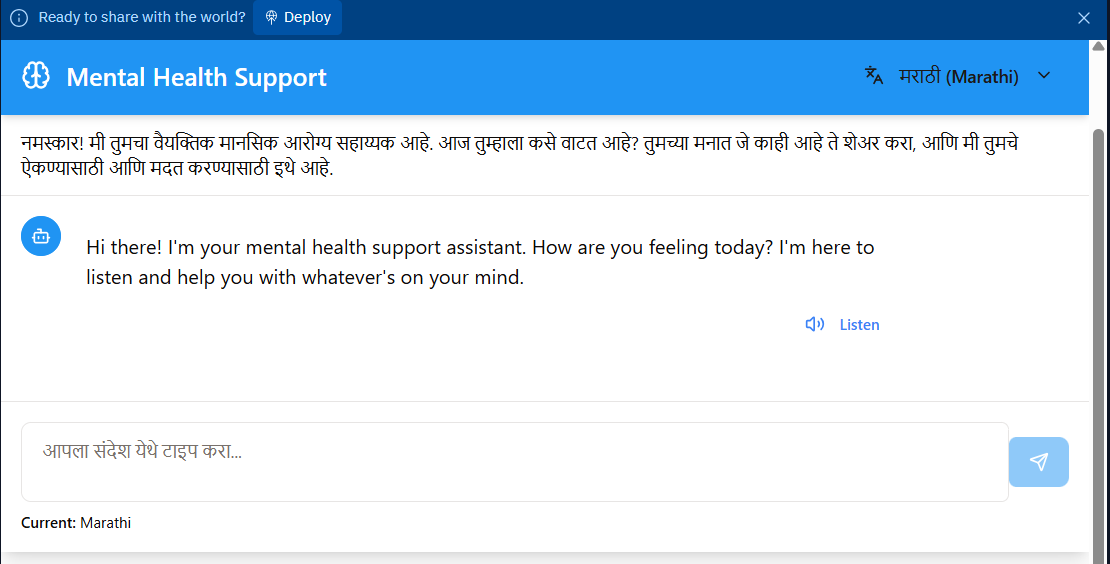 Ready to share with the world? Deploy
Mental Health Support
मराठी (Marathi)
नमस्कार! मी तुमचा वैयक्तिक मानसिक आरोग्य सहाय्यक आहे. आज तुम्हाला कसे वाटत आहे? तुमच्या मनात जे काही आहे ते शेअर करा, आणि मी तुमचे
ऐकण्यासाठी आणि मदत करण्यासाठी इथे आहे.
Hi there! I'm your mental health support assistant. How are you feeling today? I'm here to
listen and help you with whatever's on your mind.
Listen
आपला संदेश येथे टाइप करा...
Current: Marathi